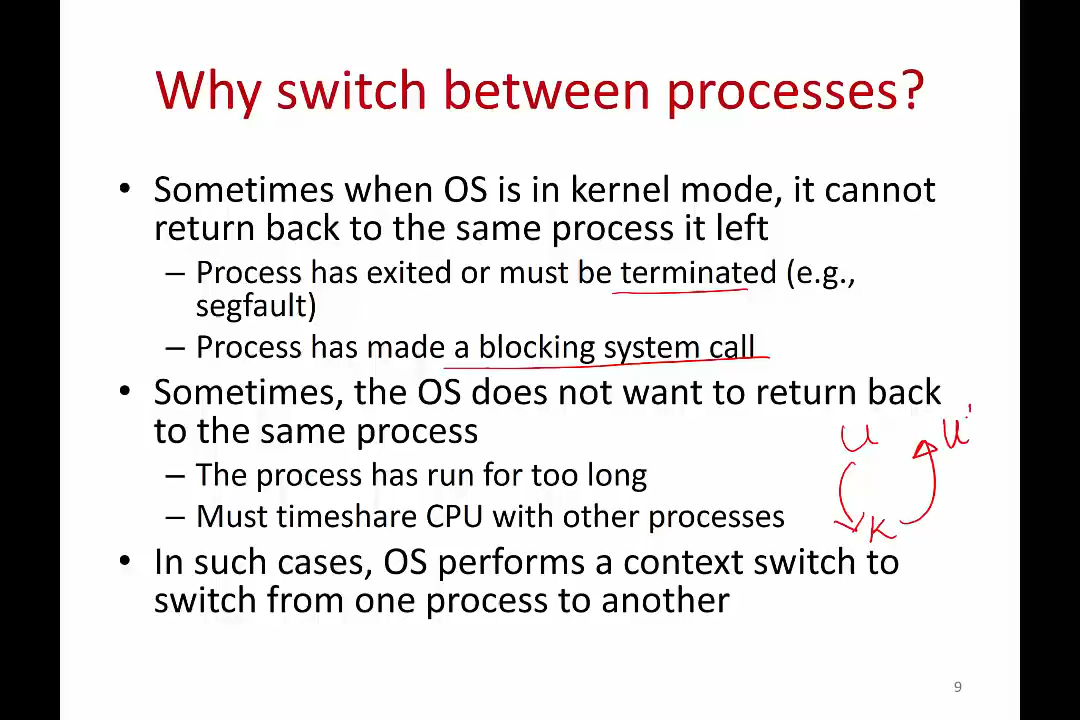 Why switch between processes?
• Sometimes when OS is in kernel mode, it cannot
return back to the same process it left
– Process has exited or must be terminated (e.g.,
segfault)
– Process has made a blocking system call
• Sometimes, the OS does not want to return back
to the same process
– The process has run for too long
– Must timeshare CPU with other processes
• In such cases, OS performs a context switch to
switch from one process to another
U
U'
K
9